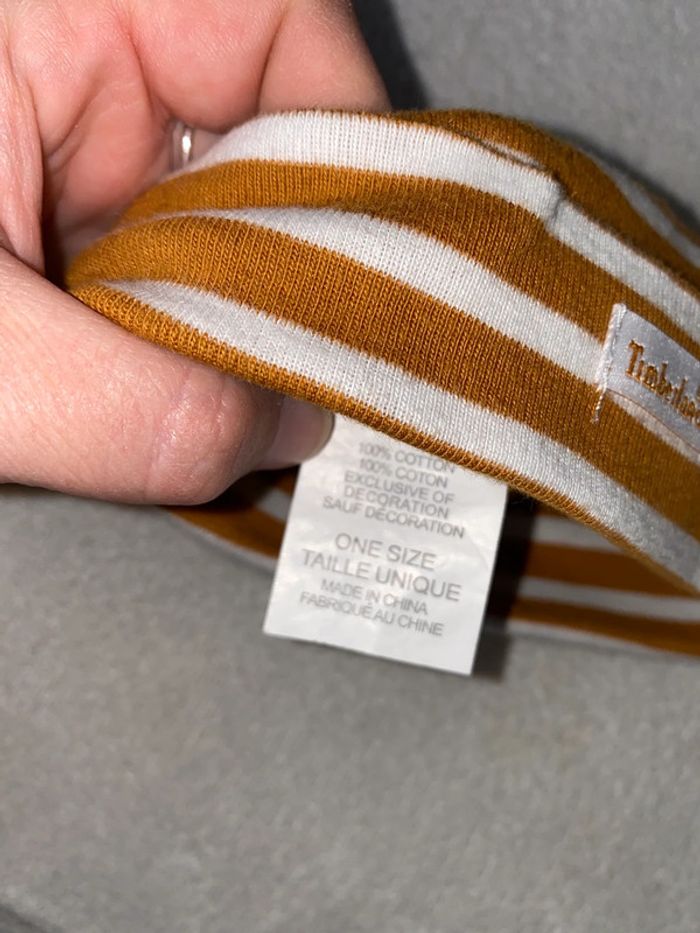 Timberla
100% COTTON
100% COTON
EXCLUSIVE OF
DECORATION
SAUF DÉCORATION
ONE SIZE
TAILLE UNIQUE
MADE IN CHINA
FABRIQUÉ AU CHINE